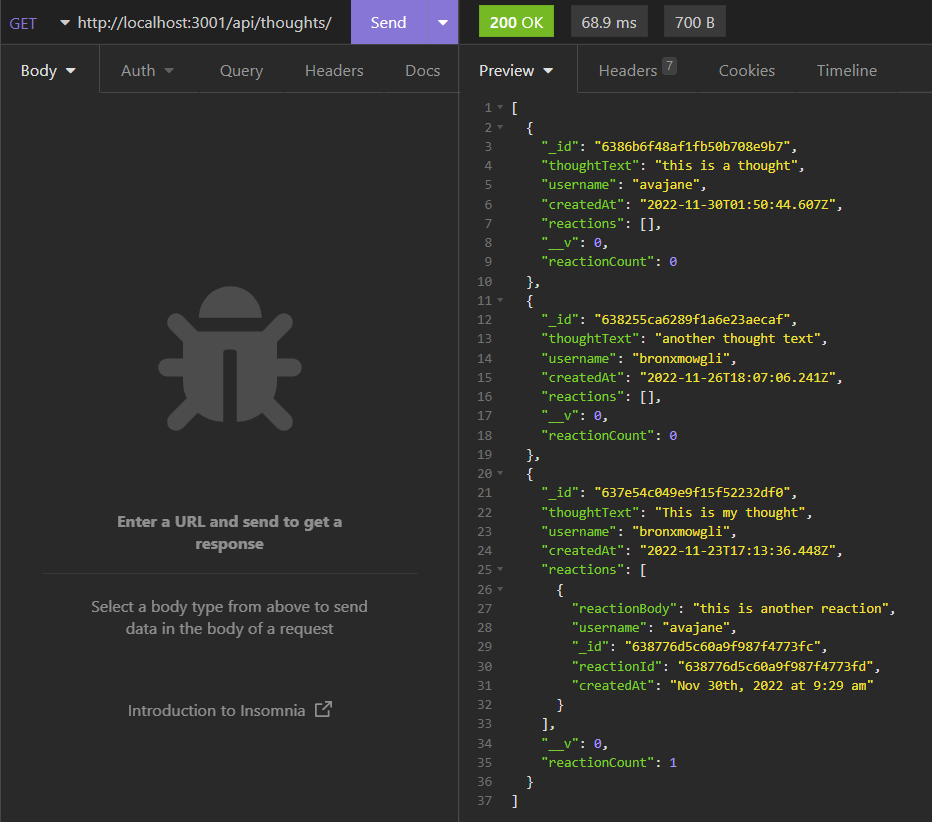 GET http://localhost:3001/api/thoughts/ Send 200 OK 68.9 ms 700 B
Body Auth Query Headers Docs Preview Headers 7 Cookies Timeline
Enter a URL and send to get a
response
Select a body type from above to send
data in the body of a request
Introduction to Insomnia
1 [
2 {
3 "_id": "6386b6f48af1fb50b708e9b7",
4 "thoughtText": "this is a thought",
5 "username": "avajane",
6 "createdAt": "2022-11-30T01:50:44.607Z",
7 "reactions": [],
8 "__v": 0,
9 "reactionCount": 0
10 },
11 {
12 "_id": "638255ca6289f1a6e23aecaf",
13 "thoughtText": "another thought text",
14 "username": "bronxmowgli",
15 "createdAt": "2022-11-26T18:07:06.241Z",
16 "reactions": [],
17 "__v": 0,
18 "reactionCount": 0
19 },
20 {
21 "_id": "637e54c049e9f15f52232df0",
22 "thoughtText": "This is my thought",
23 "username": "bronxmowgli",
24 "createdAt": "2022-11-23T17:13:36.448Z",
25 "reactions": [
26 {
27 "reactionBody": "this is another reaction",
28 "username": "avajane",
29 "_id": "638776d5c60a9f987f4773fc",
30 "reactionId": "638776d5c60a9f987f4773fd",
31 "createdAt": "Nov 30th, 2022 at 9:29 am"
32 }
33 ],
34 "__v": 0,
35 "reactionCount": 1
36 }
37 ]